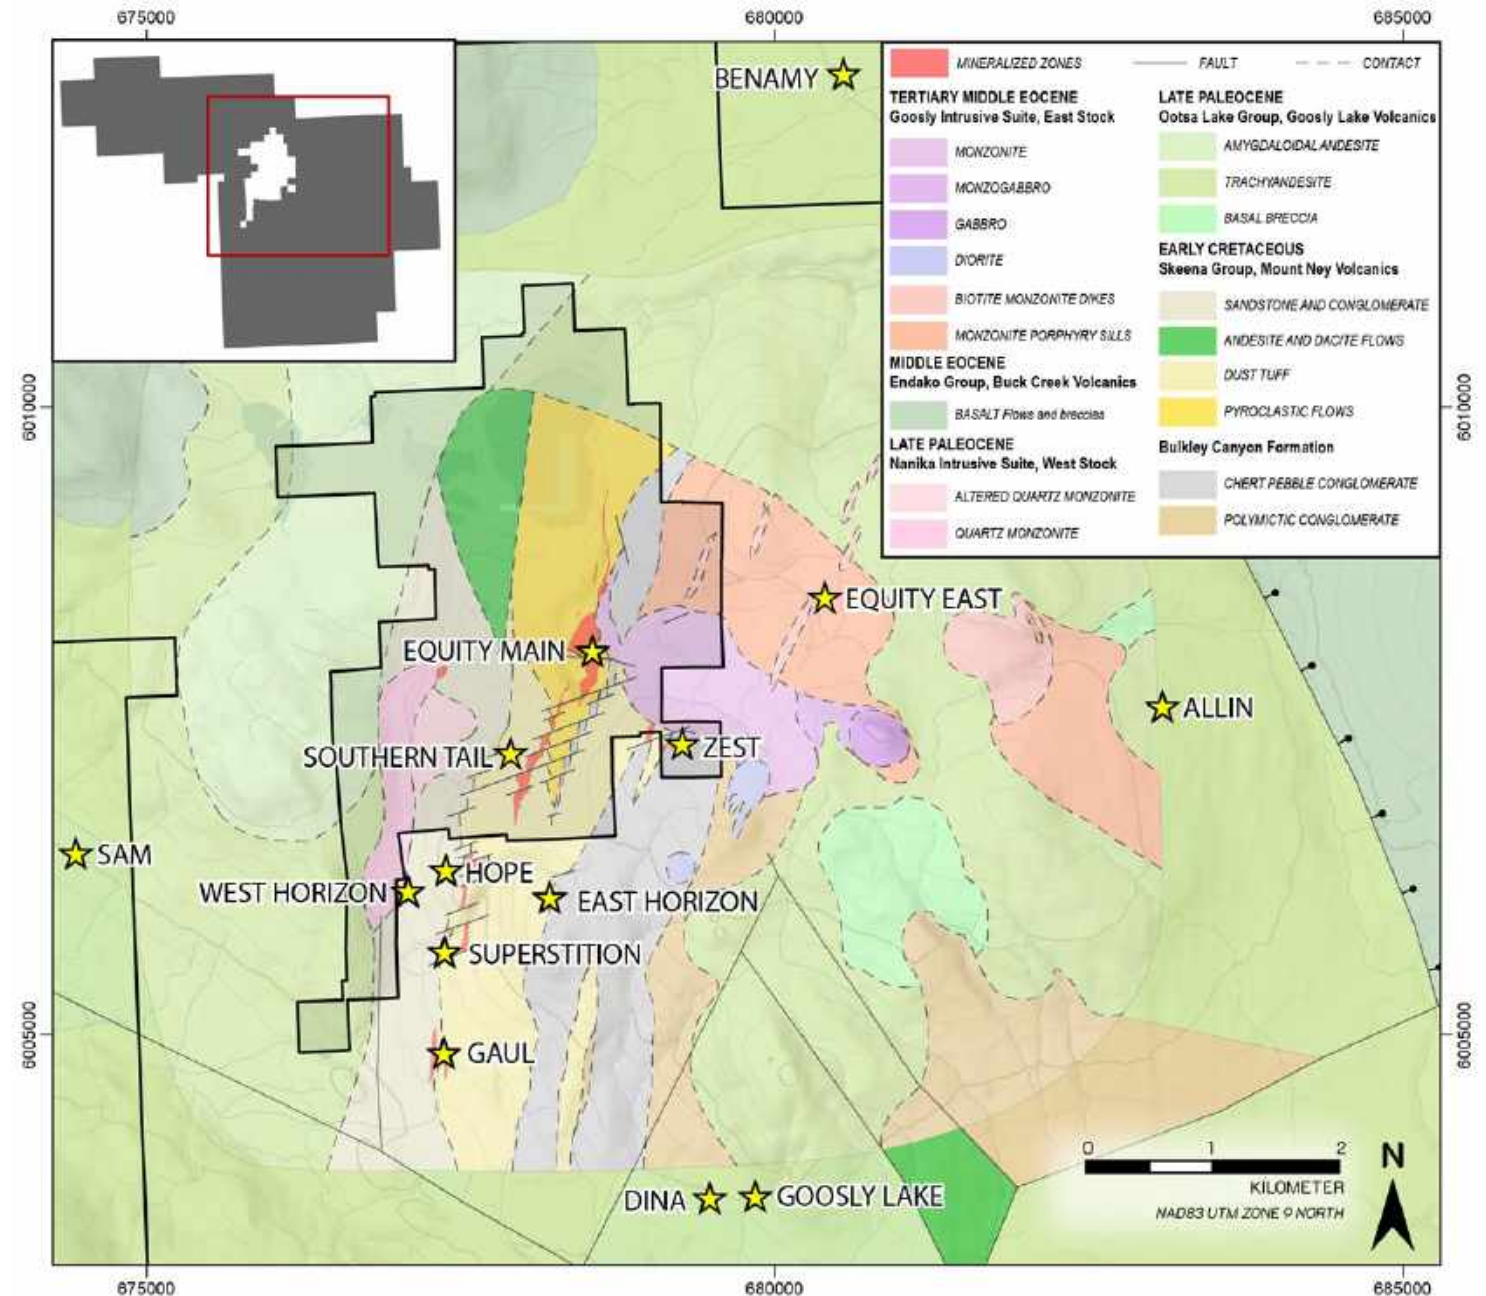 675000
680000
685000
BENAMY
MINERALIZED ZONES
FAULT
CONTACT
TERTIARY MIDDLE EOCENE
Goosly Intrusive Suite, East Stock
MONZONITE
MONZOGABBRO
GABBRO
DIORITE
BIOTITE MONZONITE DIKES
MONZONITE PORPHYRY SILLS
MIDDLE EOCENE
Endako Group, Buck Creek Volcanics
BASALT Flows and breccias
LATE PALEOCENE
Nanika Intrusive Suite, West Stock
ALTERED QUARTZ MONZONITE
QUARTZ MONZONITE
LATE PALEOCENE
Ootsa Lake Group, Goosly Lake Volcanics
AMYGDALOIDAL ANDESITE
TRACHYANDESITE
BASAL BRECCIA
EARLY CRETACEOUS
Skeena Group, Mount Ney Volcanics
SANDSTONE AND CONGLOMERATE
ANDESITE AND DACITE FLOWS
DUST TUFF
PYROCLASTIC FLOWS
Bulkley Canyon Formation
CHERT PEBBLE CONGLOMERATE
POLYMICTIC CONGLOMERATE
6010000
6010000
EQUITY EAST
EQUITY MAIN
ALLIN
SOUTHERN TAIL
ZEST
SAM
HOPE
WEST HORIZON
EAST HORIZON
SUPERSTITION
6005000
6005000
GAUL
DINA
GOOSLY LAKE
0
1
2
KILOMETER
NAD83 UTM ZONE 9 NORTH
N
675000
680000
685000